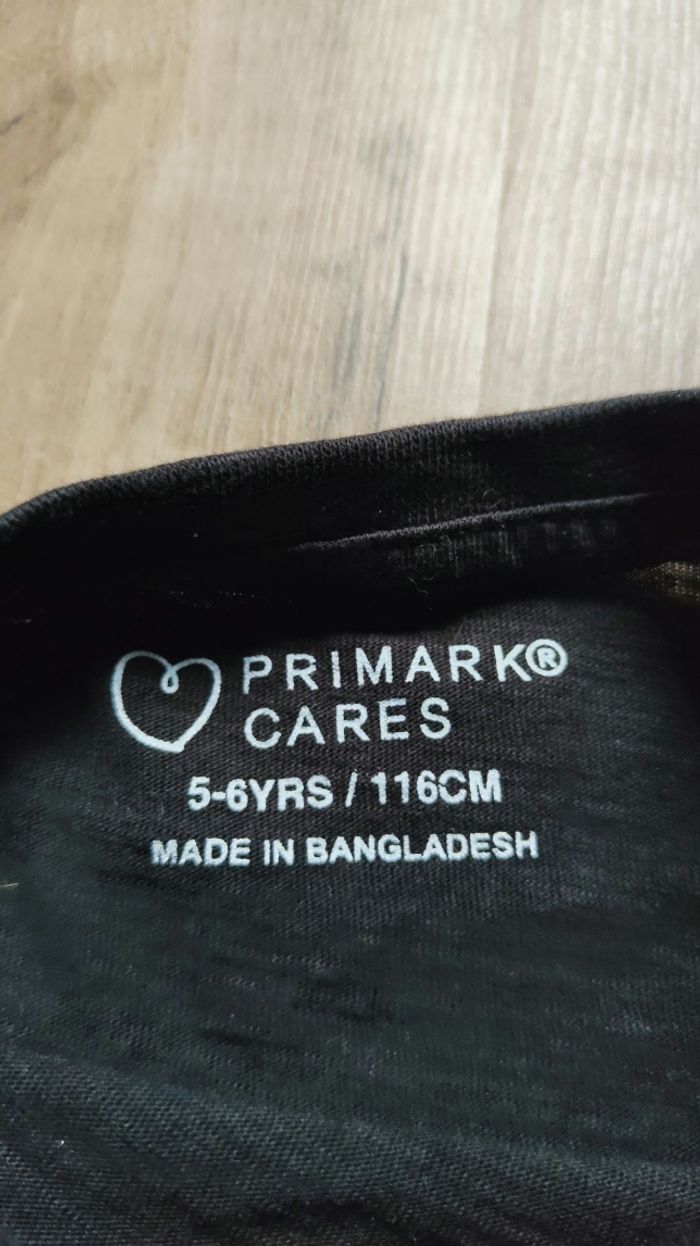 PRIMARK®
CARES
5-6YRS / 116CM
MADE IN BANGLADESH